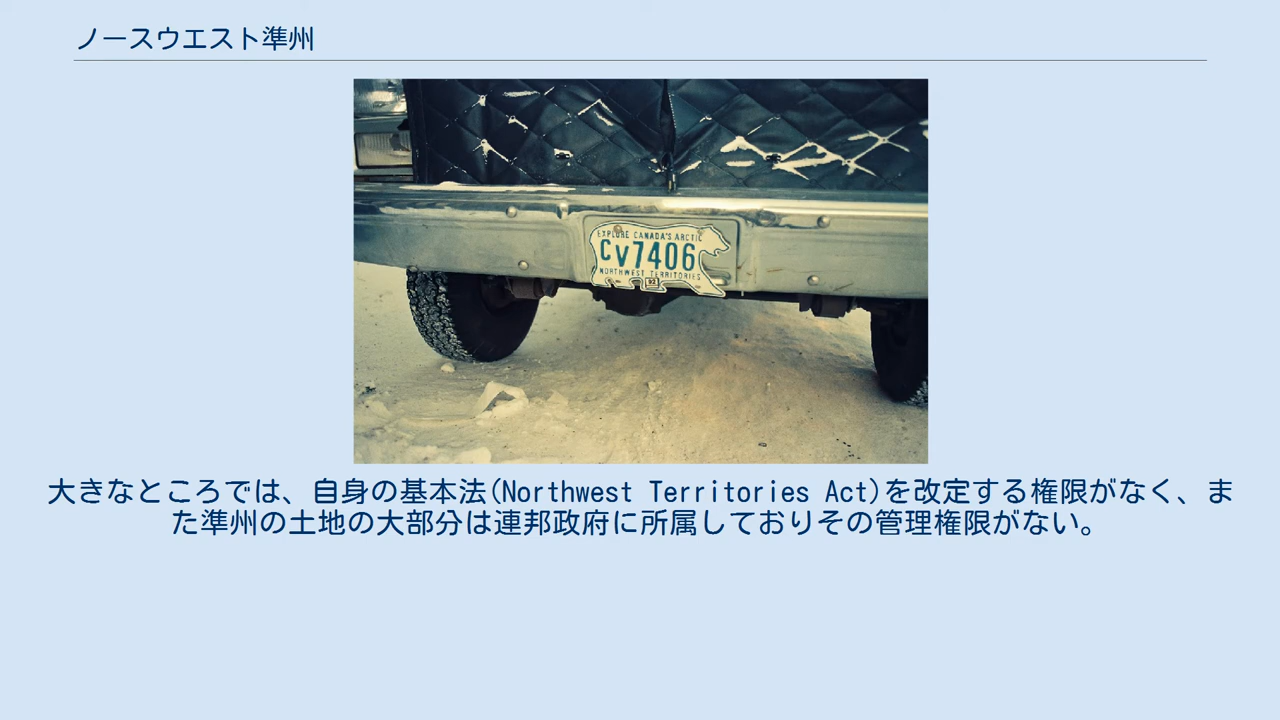 ノースウエスト準州
EXPLORE CANADA'S ARCTIC
CV7406
NORTHWEST TERRITORIES
92
大きなところでは、自身の基本法(Northwest Territories Act)を改定する権限がなく、ま
た準州の土地の大部分は連邦政府に所属しておりその管理権限がない。